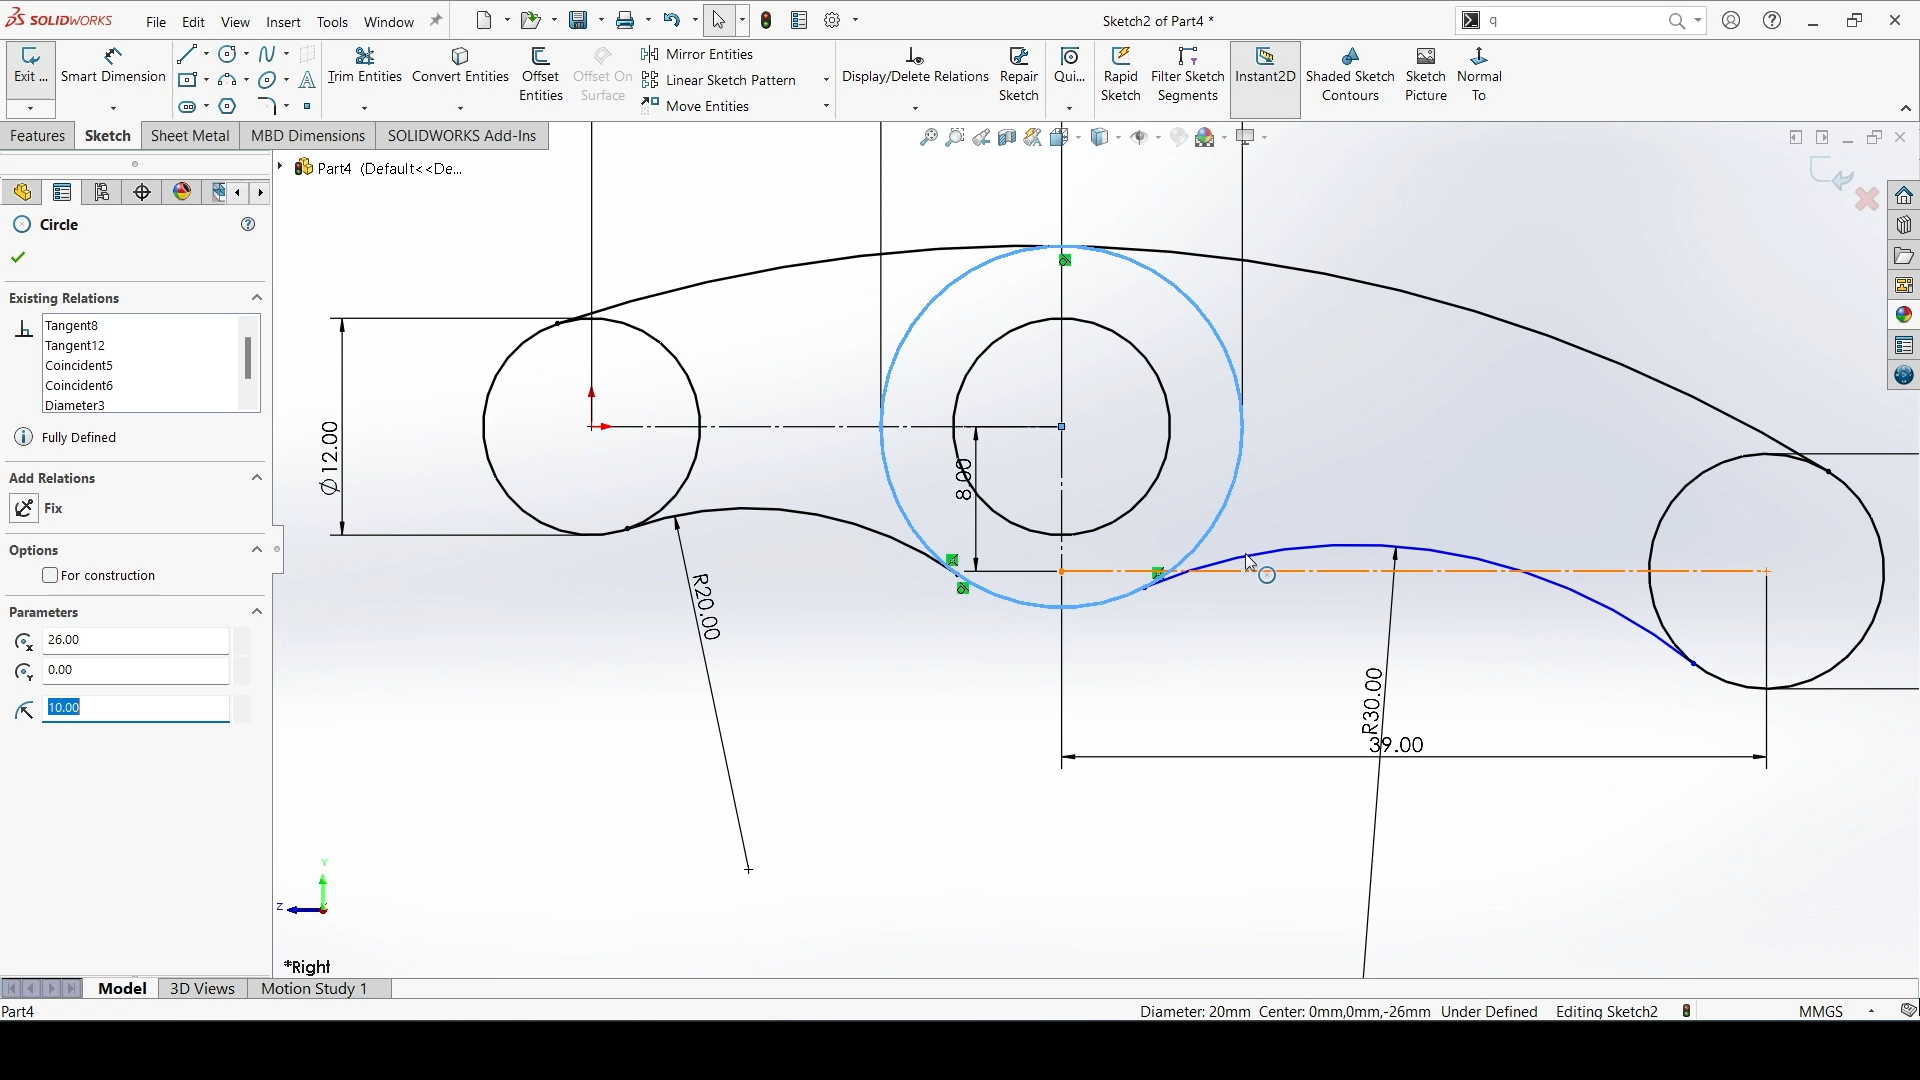 SOLIDWORKS
File Edit View Insert Tools Window
Sketch2 of Part4 *
q
Exit ...
Smart Dimension
Trim Entities
Convert Entities
Offset Entities
Offset On Surface
Mirror Entities
Linear Sketch Pattern
Move Entities
Display/Delete Relations
Repair Sketch
Qui...
Rapid Sketch
Filter Sketch Segments
Instant2D
Shaded Sketch Contours
Sketch Picture
Normal To
Features Sketch Sheet Metal MBD Dimensions SOLIDWORKS Add-Ins
Part4 (Default<<De...
Circle
Existing Relations
Tangent8
Tangent12
Coincident5
Coincident6
Diameter3
Fully Defined
Add Relations
Fix
Options
For construction
Parameters
26.00
0.00
10.00
∅12.00
8.00
R20.00
R30.00
39.00
Y
Z
*Right
Model 3D Views Motion Study 1
Part4
Diameter: 20mm Center: 0mm,0mm,-26mm Under Defined Editing Sketch2 MMGS